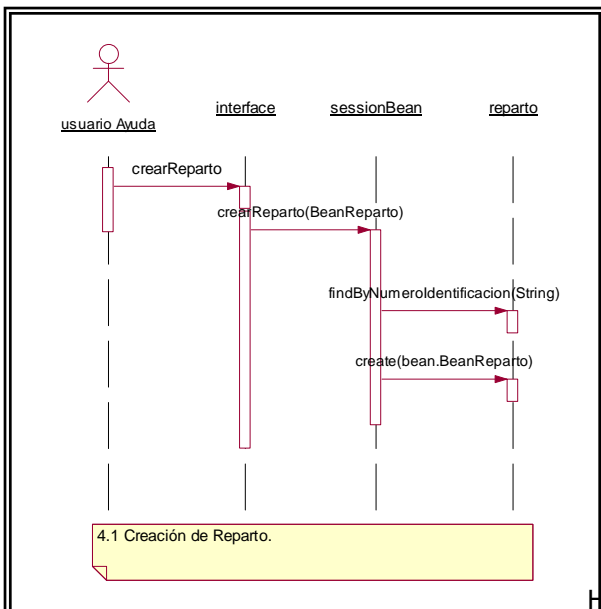 usuario Ayuda
interface
sessionBean
reparto
crearReparto
crearReparto(BeanReparto)
findByNumeroIdentificacion(String)
create(bean.BeanReparto)
4.1 Creación de Reparto.
H